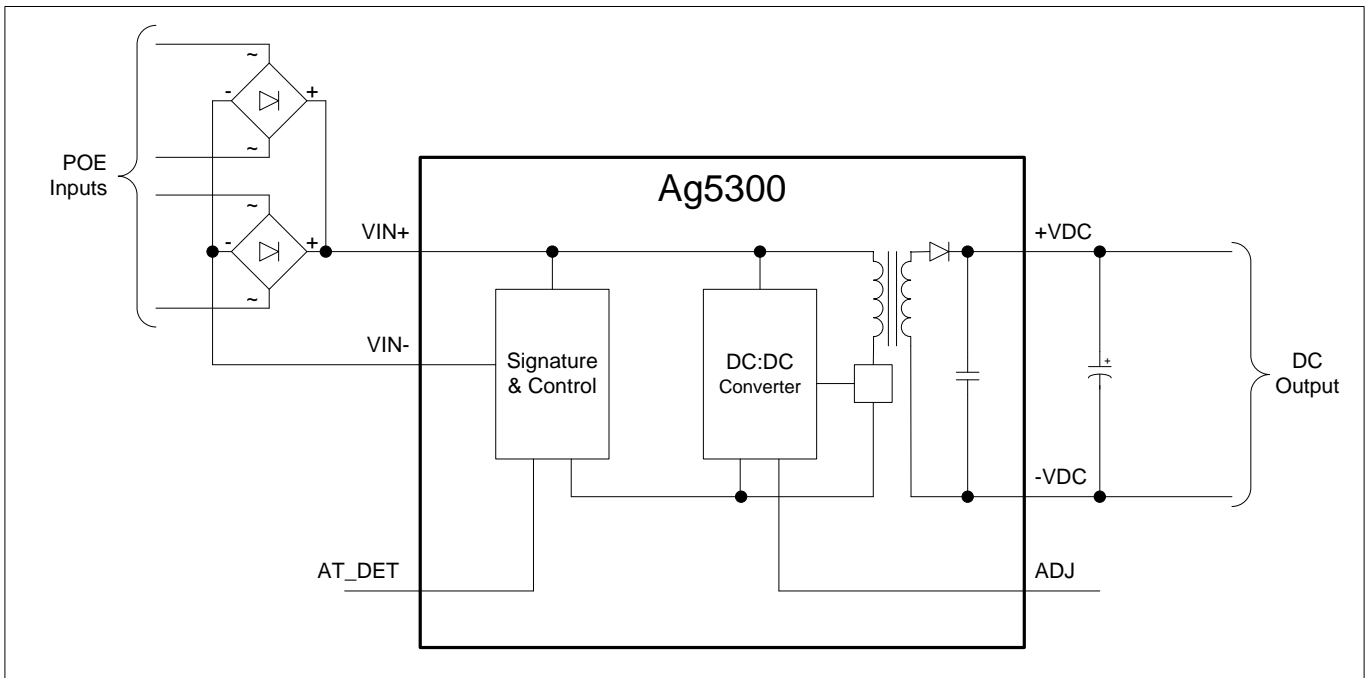 ~
- +
~
POE
Inputs
~
- +
~
Ag5300
VIN+
+VDC
VIN-
Signature
& Control
DC:DC
Converter
+
-
DC
Output
-VDC
AT_DET
ADJ